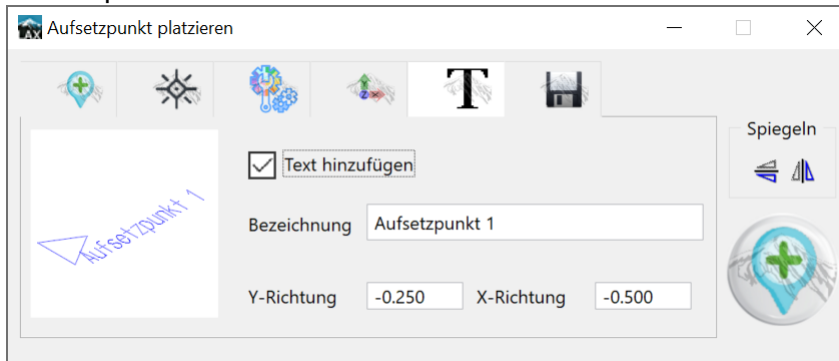 Aufsetzpunkt platzieren
T
Spiegeln
Text hinzufügen
Aufsetzpunkt 1
Bezeichnung Aufsetzpunkt 1
Y-Richtung -0.250 X-Richtung -0.500